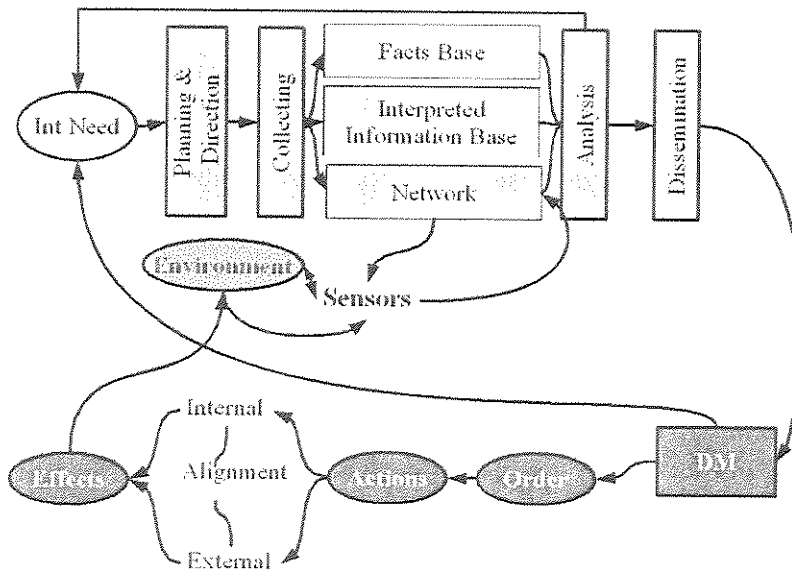 Facts Base
Int Need
Planning &
Direction
Collecting
Interpreted
Information Base
Network
Analysis
Dissemination
Environment
Sensors
Internal
Alignment
External
Effects
Actions
Order
DM